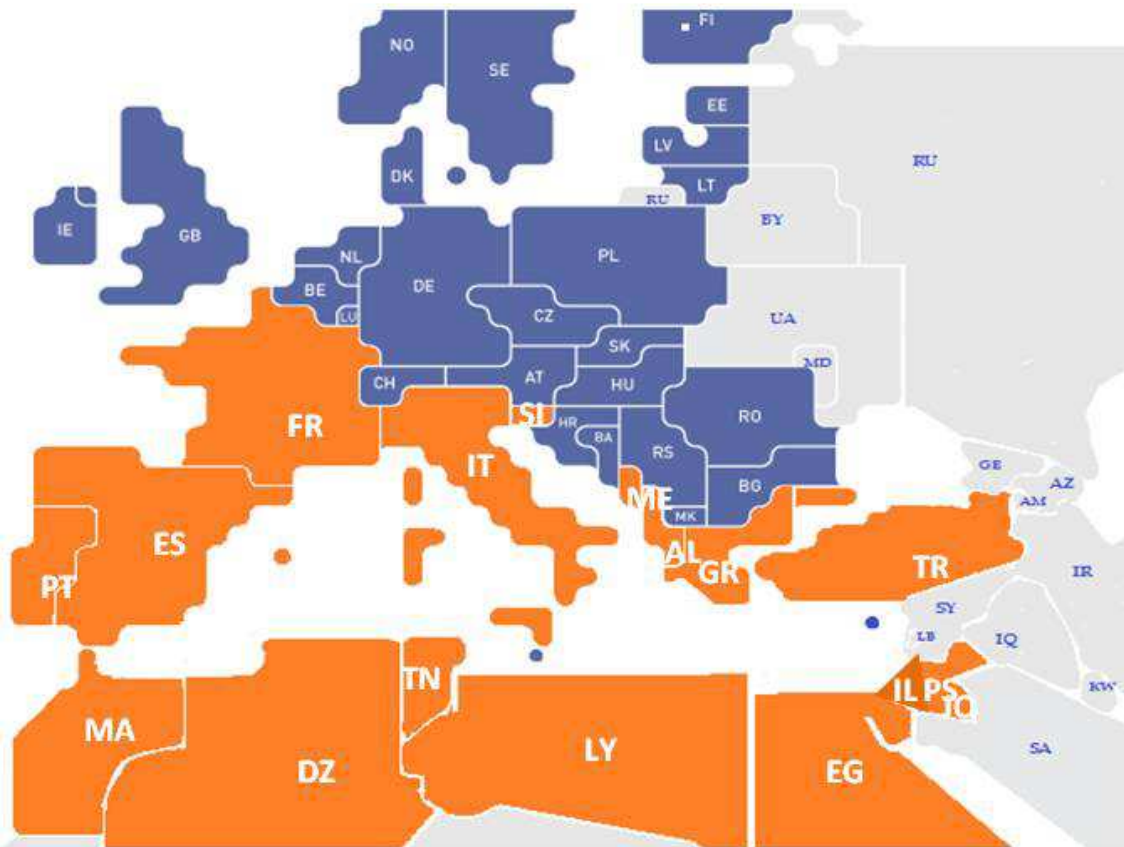 NO
SE
FI
EE
LV
LT
RU
RU
DK
IE
GB
BY
NL
BE
LU
DE
PL
CZ
UA
SK
MD
CH
AT
HU
RO
FR
SI
HR
BA
RS
IT
BG
GE
AZ
AM
ME
MK
ES
AL
GR
TR
IR
PT
SY
LB
IQ
TN
IL
PS
JO
KW
MA
LY
SA
DZ
EG